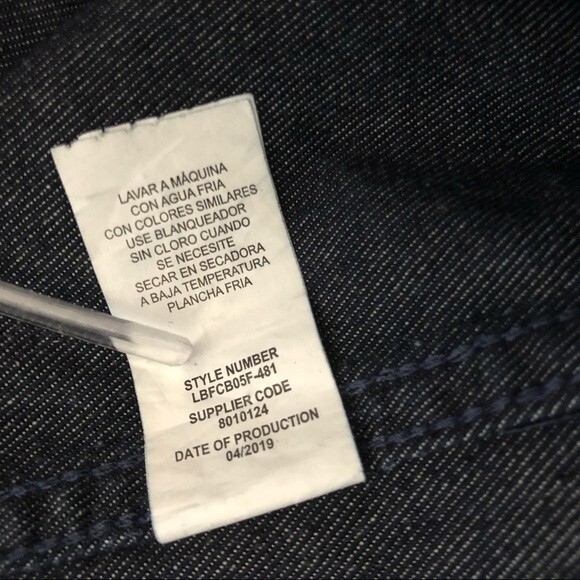 LAVAR A MÁQUINA
CON AGUA FRIA
CON COLORES SIMILARES
USE BLANQUEADOR
SIN CLORO CUANDO
SE NECESITE
SECAR EN SECADORA
A BAJA TEMPERATURA
PLANCHA FRIA
STYLE NUMBER
LBFCB05F-481
SUPPLIER CODE
8010124
DATE OF PRODUCTION
04/2019